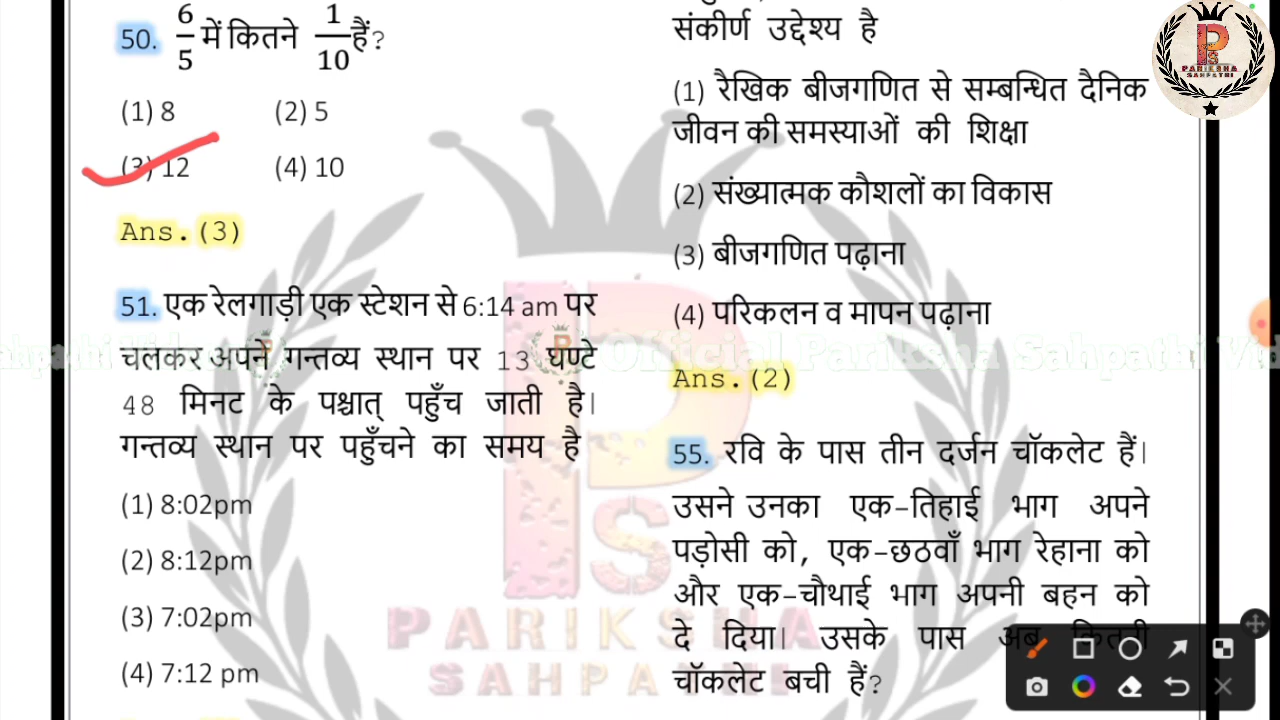 50. 6/5 में कितने 1/10 हैं?
(1) 8 (2) 5
(3) 12 (4) 10
Ans.(3)
51. एक रेलगाड़ी एक स्टेशन से 6:14 am पर
चलकर अपने गन्तव्य स्थान पर 13 घण्टे
48 मिनट के पश्चात् पहुँच जाती है।
गन्तव्य स्थान पर पहुँचने का समय है
(1) 8:02pm
(2) 8:12pm
(3) 7:02pm
(4) 7:12 pm
संकीर्ण उद्देश्य है
(1) रैखिक बीजगणित से सम्बन्धित दैनिक
जीवन की समस्याओं की शिक्षा
(2) संख्यात्मक कौशलों का विकास
(3) बीजगणित पढ़ाना
(4) परिकलन व मापन पढ़ाना
Ans.(2)
55. रवि के पास तीन दर्जन चॉकलेट हैं।
उसने उनका एक-तिहाई भाग अपने
पड़ोसी को, एक-छठवाँ भाग रेहाना को
और एक-चौथाई भाग अपनी बहन को
दे दिया। उसके पास अब कितनी
चॉकलेट बची हैं?
Official Pariksha Sahpathi
PARIKSHA
SAHPATHI
PARIKSHA
SAHPATHI